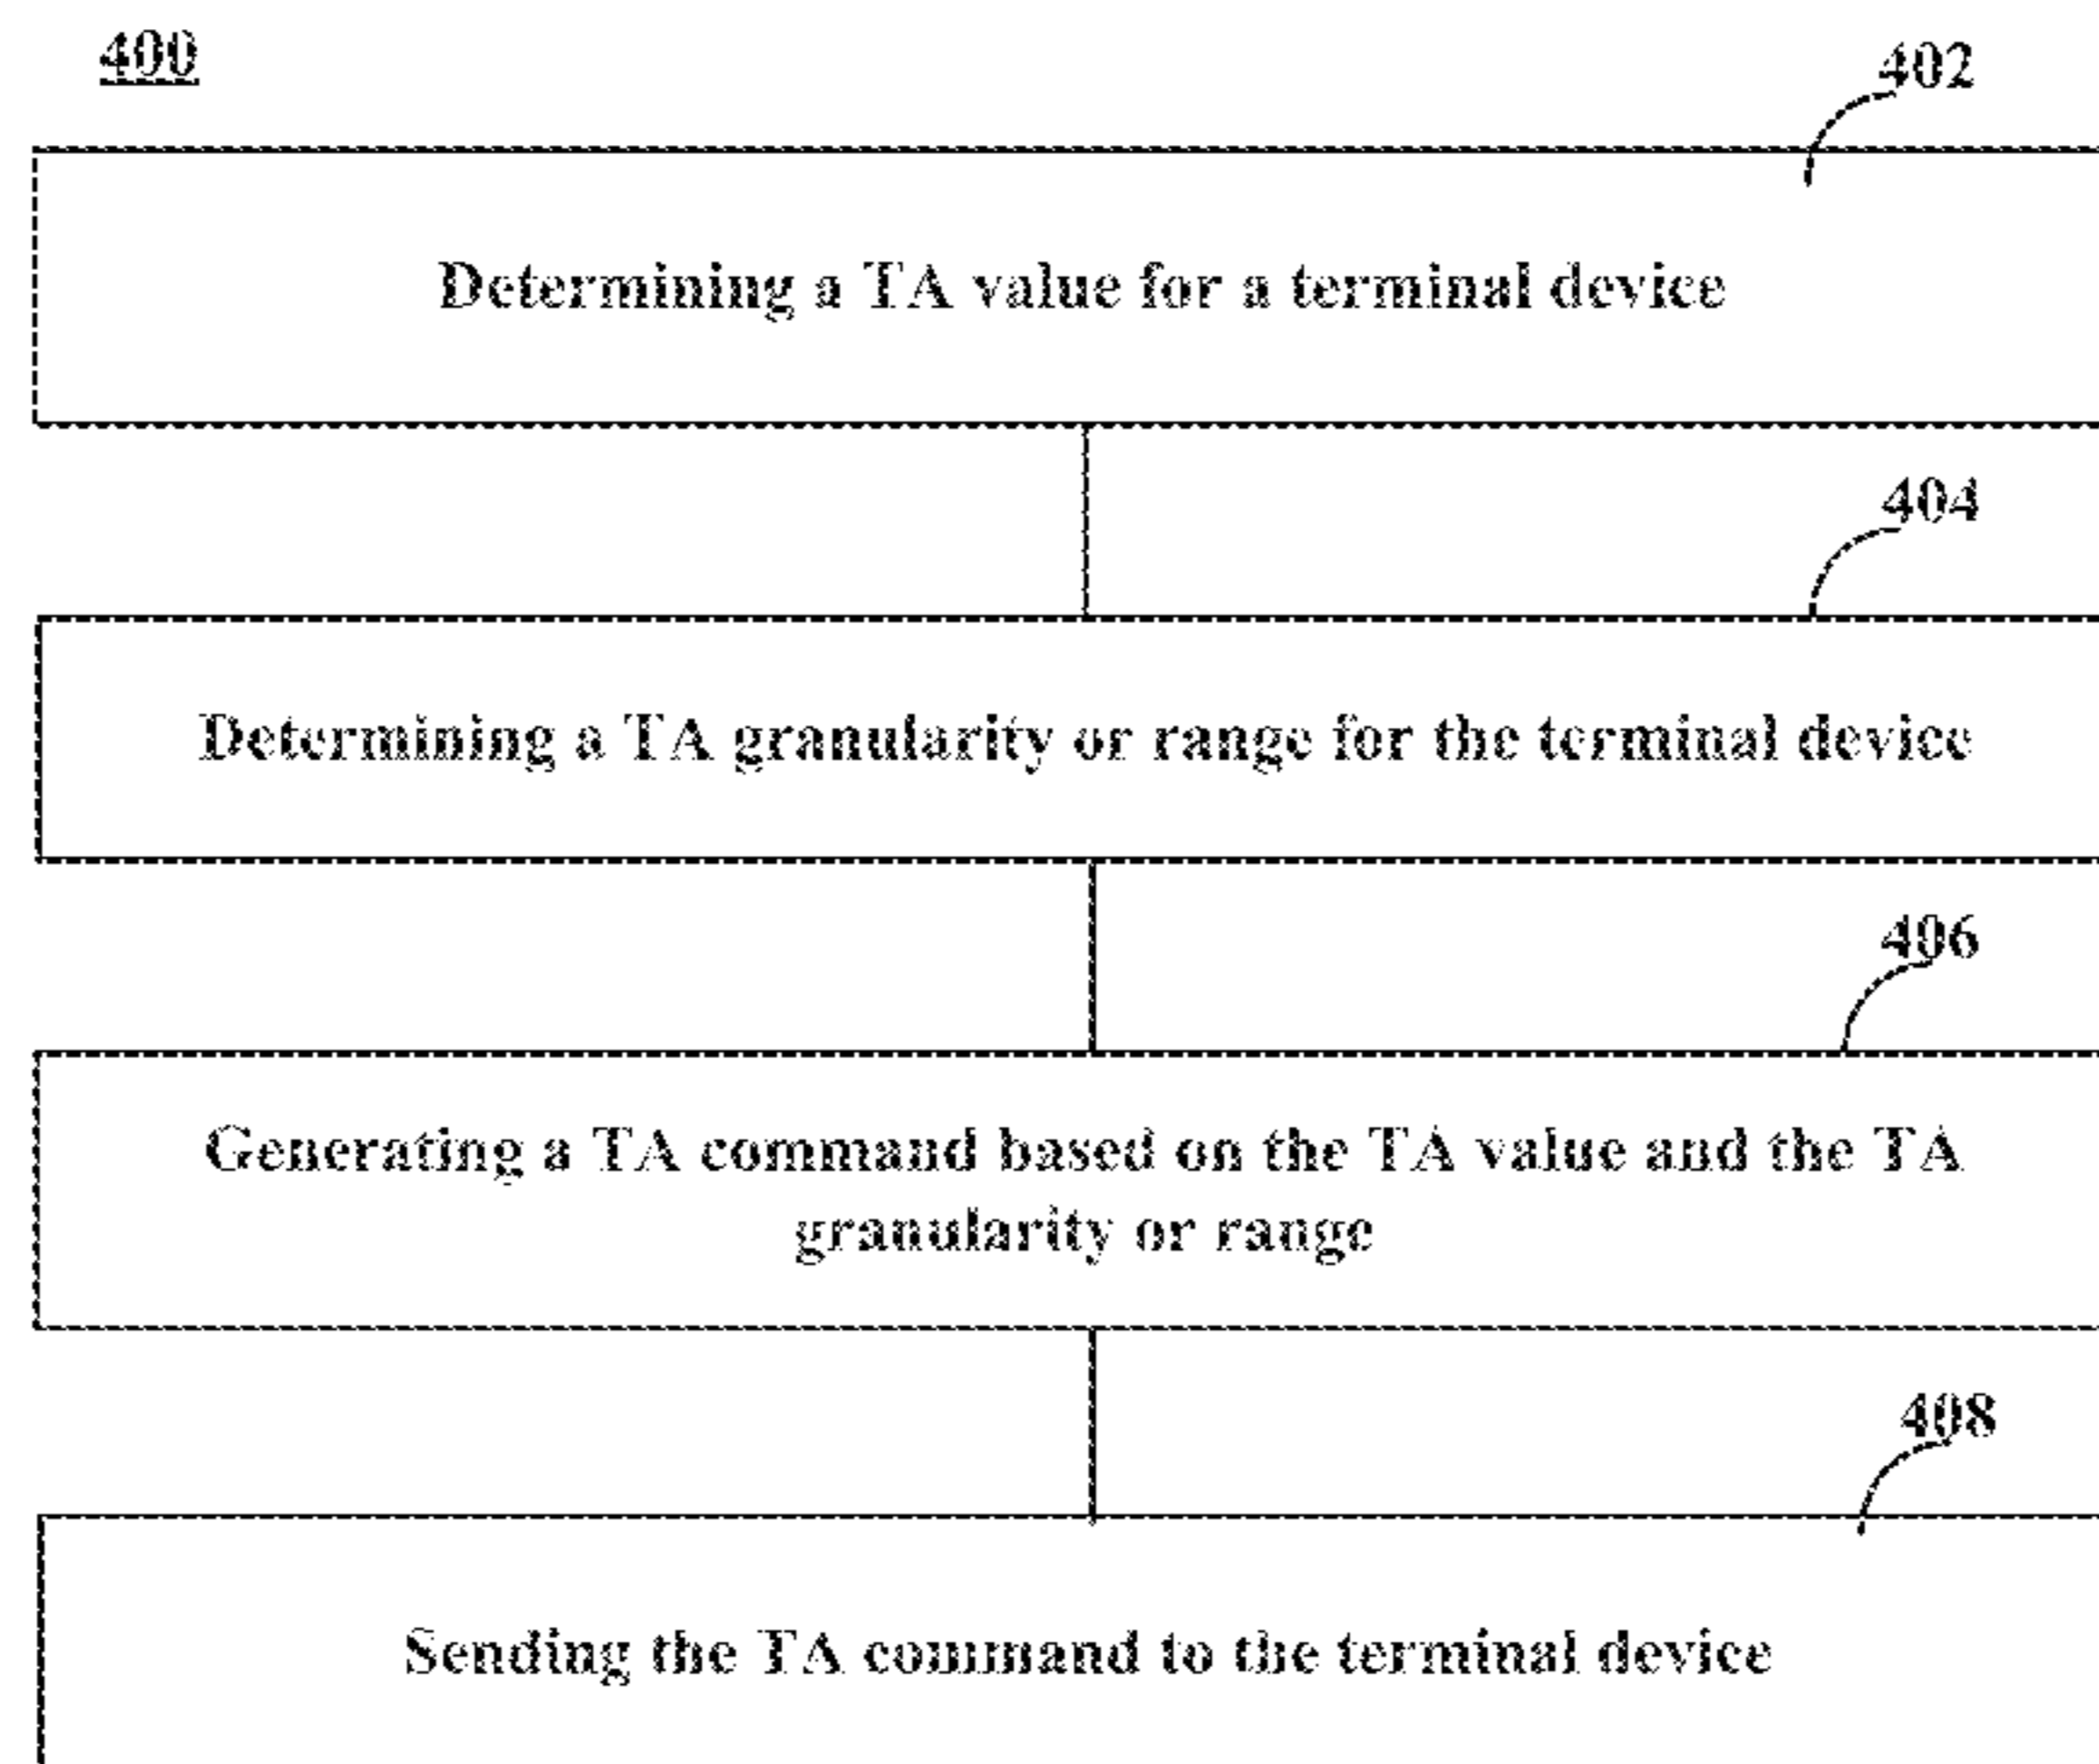 400
402
Determining a TA value for a terminal device
404
Determining a TA granularity or range for the terminal device
406
Generating a TA command based on the TA value and the TA
granularity or range
408
Sending the TA command to the terminal device